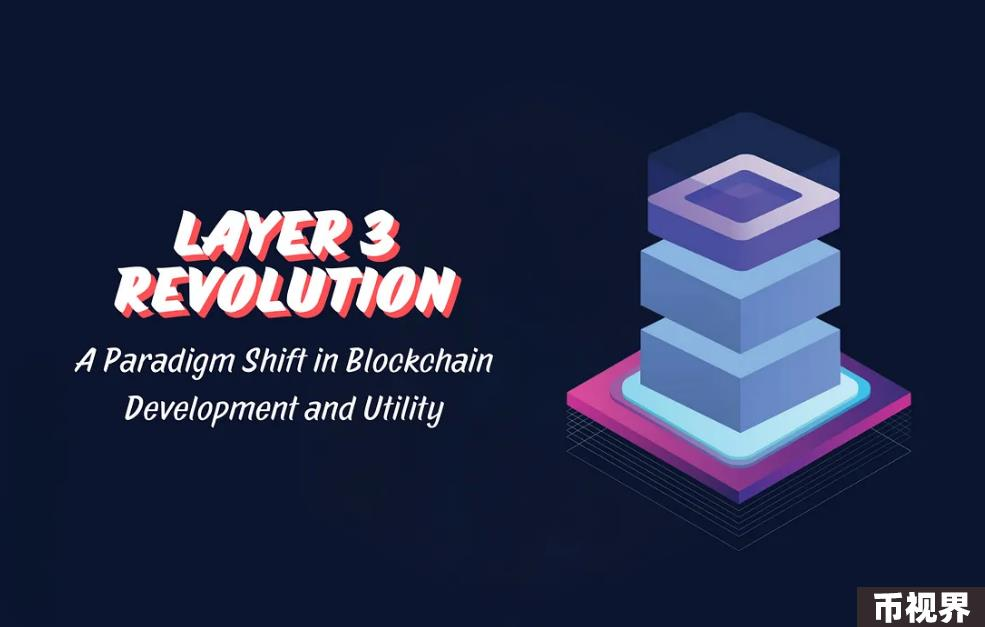 LAYER 3
REVOLUTION
A Paradigm Shift in Blockchain
Development and Utility
币视界